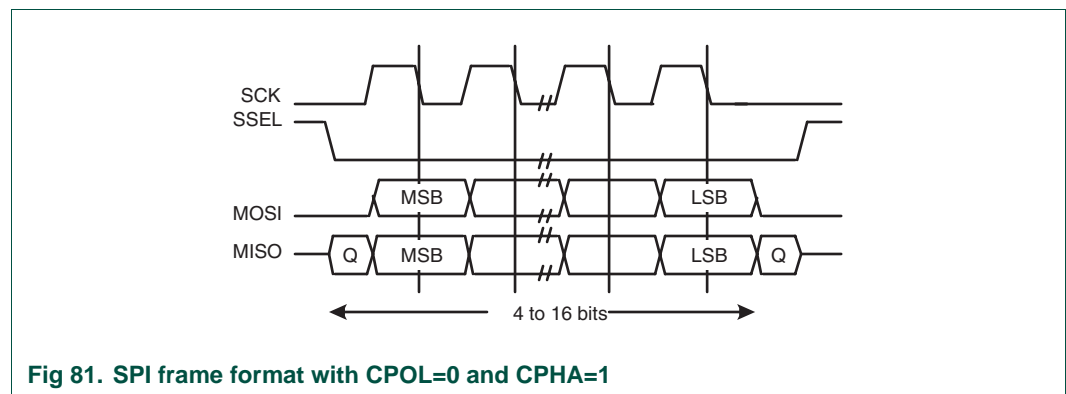 SCK
SSEL
MOSI MSB LSB
MISO Q MSB LSB Q
4 to 16 bits
Fig 81. SPI frame format with CPOL=0 and CPHA=1